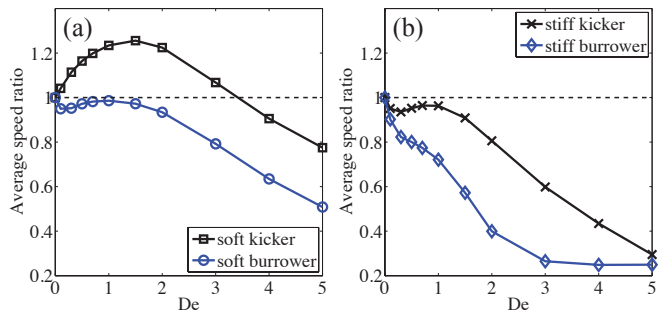 (a)
Average speed ratio
1.2
1
0.8
0.6
0.4
0.2
0 1 2 3 4 5
De
soft kicker
soft burrower
(b)
Average speed ratio
1.2
1
0.8
0.6
0.4
0.2
0 1 2 3 4 5
De
stiff kicker
stiff burrower